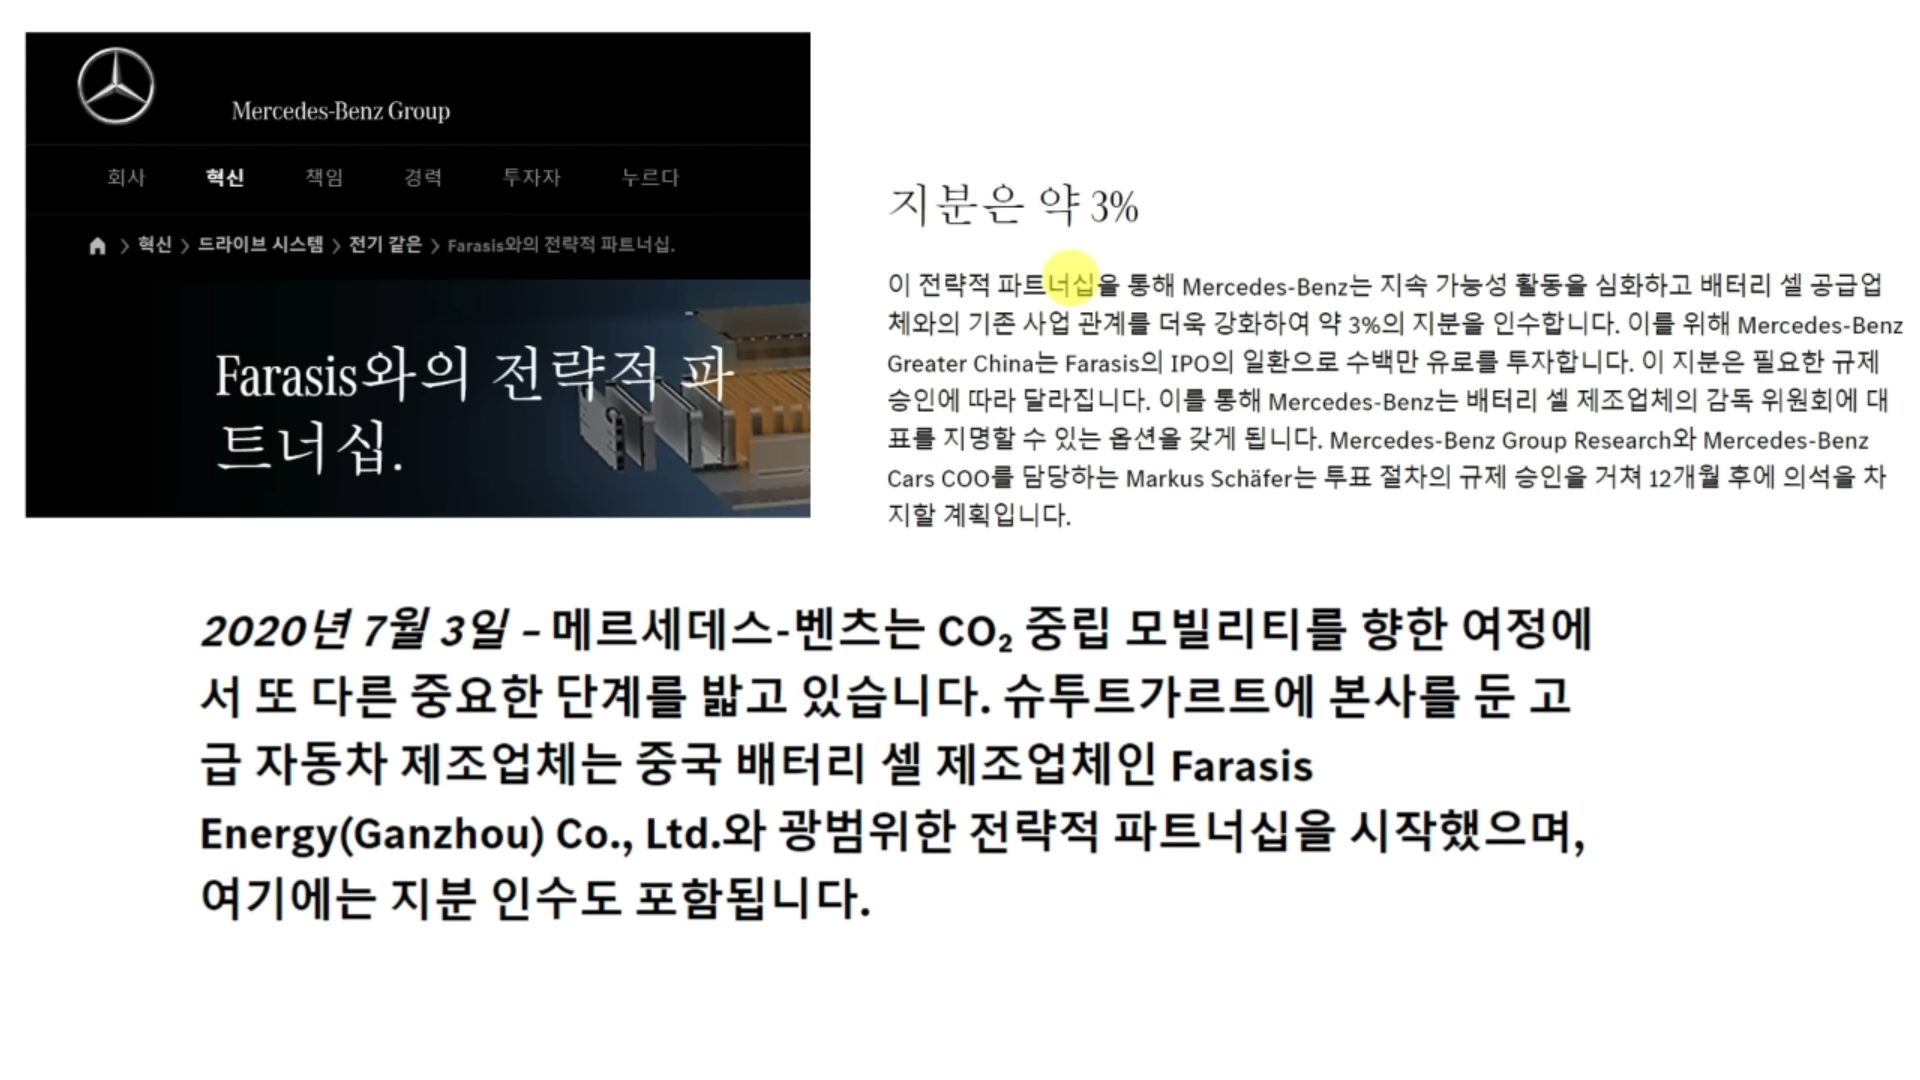 Mercedes-Benz Group
회사 혁신 책임 경력 투자자 누르다
혁신 > 드라이브 시스템 > 전기 같은 > Farasis와의 전략적 파트너십.
Farasis와의 전략적 파
트너십.
지분은 약 3%
이 전략적 파트너십을 통해 Mercedes-Benz는 지속 가능성 활동을 심화하고 배터리 셀 공급업
체와의 기존 사업 관계를 더욱 강화하여 약 3%의 지분을 인수합니다. 이를 위해 Mercedes-Benz
Greater China는 Farasis의 IPO의 일환으로 수백만 유로를 투자합니다. 이 지분은 필요한 규제
승인에 따라 달라집니다. 이를 통해 Mercedes-Benz는 배터리 셀 제조업체의 감독 위원회에 대
표를 지명할 수 있는 옵션을 갖게 됩니다. Mercedes-Benz Group Research와 Mercedes-Benz
Cars COO를 담당하는 Markus Schäfer는 투표 절차의 규제 승인을 거쳐 12개월 후에 의석을 차
지할 계획입니다.
2020년 7월 3일 – 메르세데스-벤츠는 CO₂ 중립 모빌리티를 향한 여정에
서 또 다른 중요한 단계를 밟고 있습니다. 슈투트가르트에 본사를 둔 고
급 자동차 제조업체는 중국 배터리 셀 제조업체인 Farasis
Energy(Ganzhou) Co., Ltd.와 광범위한 전략적 파트너십을 시작했으며,
여기에는 지분 인수도 포함됩니다.